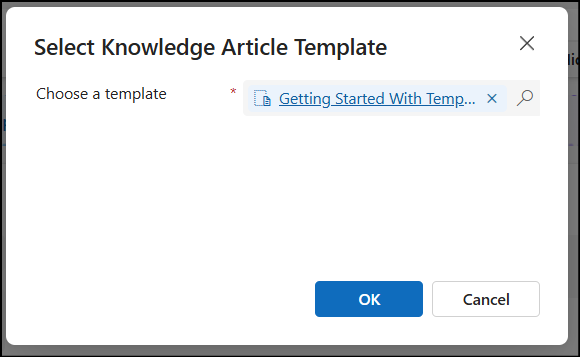 Select Knowledge Article Template
Choose a template * Getting Started With Temp...
OK Cancel